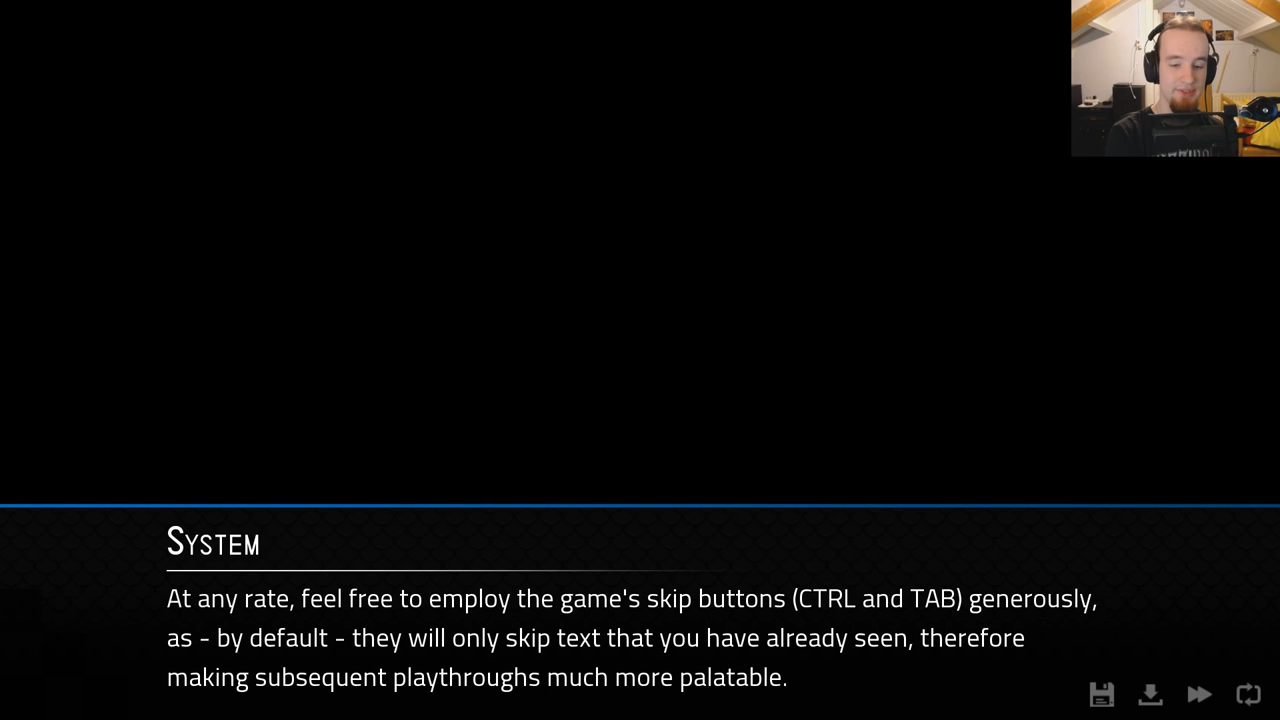 System
At any rate, feel free to employ the game's skip buttons (CTRL and TAB) generously,
as - by default - they will only skip text that you have already seen, therefore
making subsequent playthroughs much more palatable.